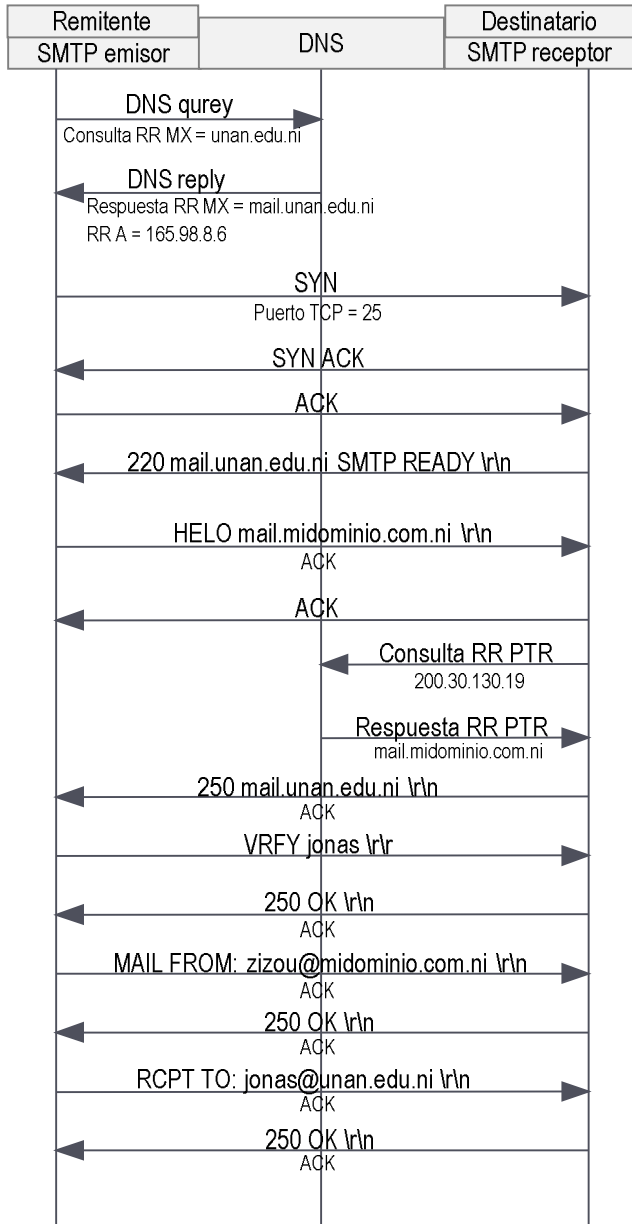 Remitente
SMTP emisor
DNS
Destinatario
SMTP receptor
DNS qurey
Consulta RR MX = unan.edu.ni
DNS reply
Respuesta RR MX = mail.unan.edu.ni
RR A = 165.98.8.6
SYN
Puerto TCP = 25
SYN ACK
ACK
220 mail.unan.edu.ni SMTP READY \r\n
HELO mail.midominio.com.ni \r\n
ACK
ACK
Consulta RR PTR
200.30.130.19
Respuesta RR PTR
mail.midominio.com.ni
250 mail.unan.edu.ni \r\n
ACK
VRFY jonas \r\r
250 OK \r\n
ACK
MAIL FROM: zizou@midominio.com.ni \r\n
ACK
250 OK \r\n
ACK
RCPT TO: jonas@unan.edu.ni \r\n
ACK
250 OK \r\n
ACK